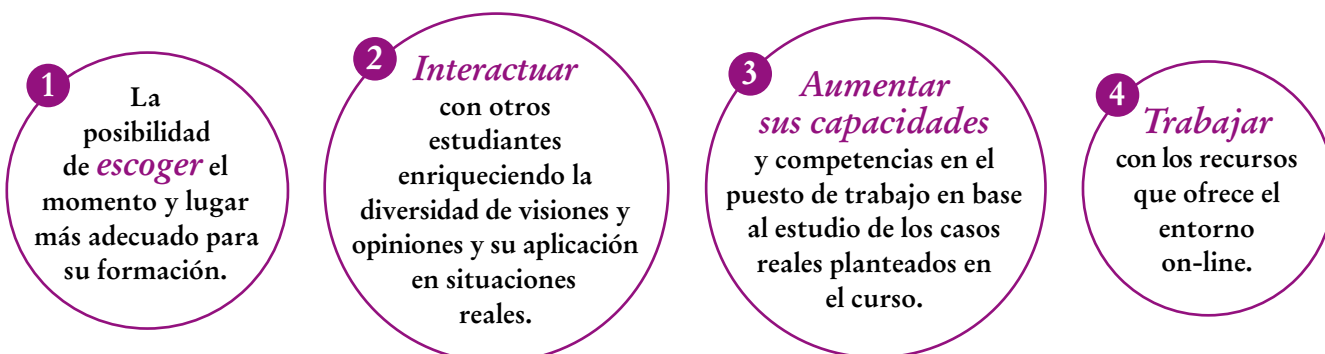 1
La
posibilidad
de escoger el
momento y lugar
más adecuado para
su formación.
2
Interactuar
con otros
estudiantes
enriqueciendo la
diversidad de visiones y
opiniones y su aplicación
en situaciones
reales.
3
Aumentar
sus capacidades
y competencias en el
puesto de trabajo en base
al estudio de los casos
reales planteados en
el curso.
4
Trabajar
con los recursos
que ofrece el
entorno
on-line.